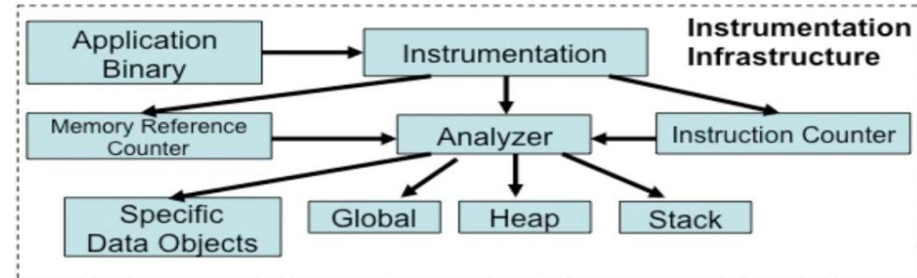 Application
Binary
Instrumentation
Instrumentation
Infrastructure
Memory Reference
Counter
Analyzer
Instruction Counter
Specific
Data Objects
Global
Heap
Stack